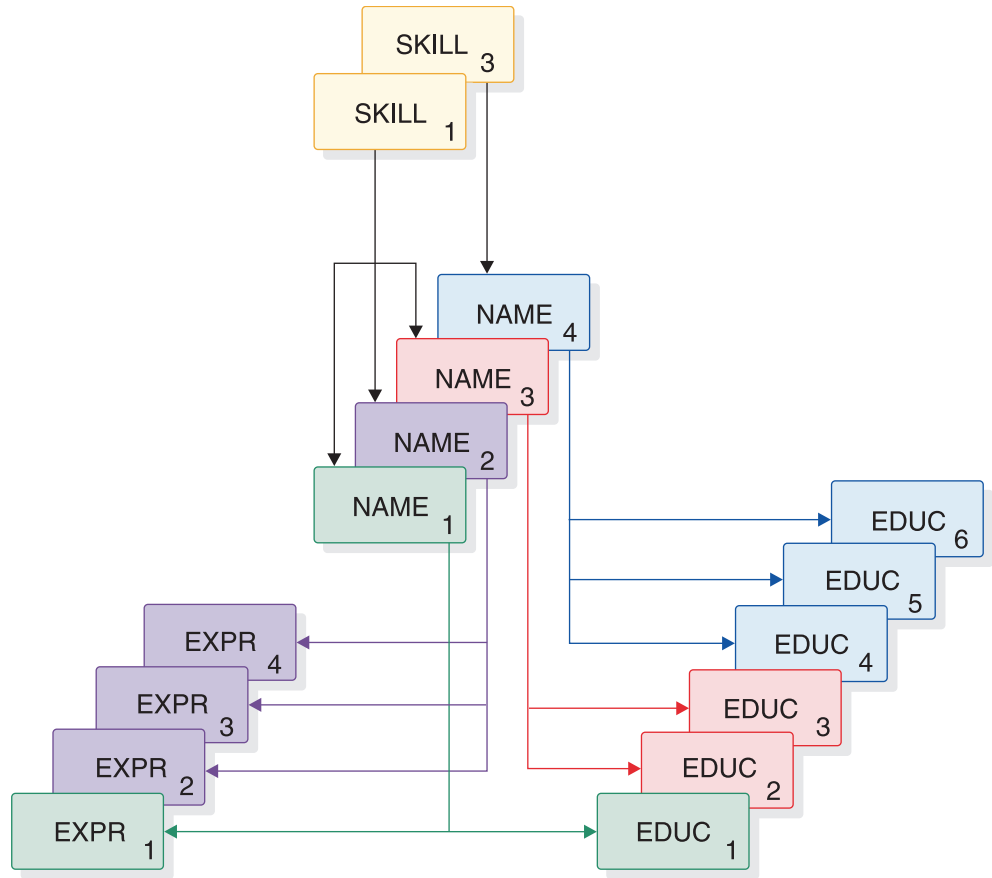 SKILL 3
SKILL 1
NAME 4
NAME 3
NAME 2
NAME 1
EDUC 6
EDUC 5
EDUC 4
EDUC 3
EDUC 2
EDUC 1
EXPR 4
EXPR 3
EXPR 2
EXPR 1